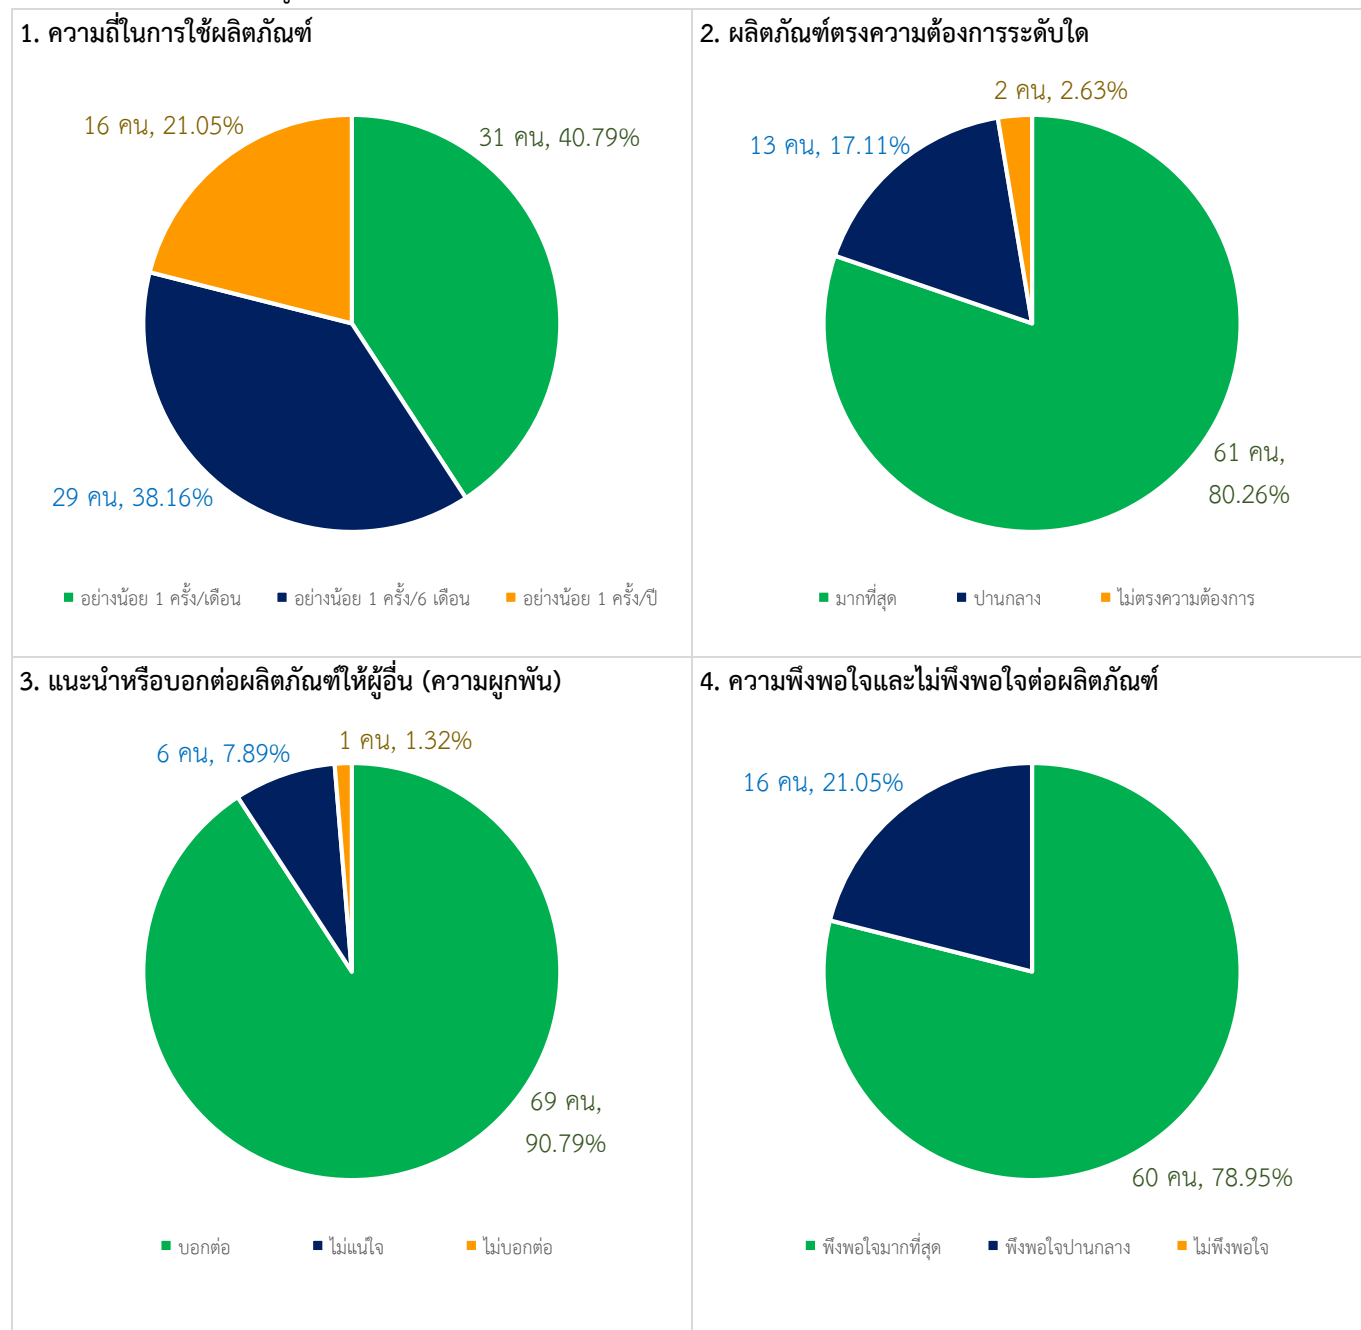 1. ความถี่ในการใช้ผลิตภัณฑ์
16 คน, 21.05%
31 คน, 40.79%
29 คน, 38.16%
อย่างน้อย 1 ครั้ง/เดือน
อย่างน้อย 1 ครั้ง/6 เดือน
อย่างน้อย 1 ครั้ง/ปี
2. ผลิตภัณฑ์ตรงความต้องการระดับใด
2 คน, 2.63%
13 คน, 17.11%
61 คน,
80.26%
มากที่สุด
ปานกลาง
ไม่ตรงความต้องการ
3. แนะนำหรือบอกต่อผลิตภัณฑ์ให้ผู้อื่น (ความผูกพัน)
6 คน, 7.89%
1 คน, 1.32%
69 คน,
90.79%
บอกต่อ
ไม่แน่ใจ
ไม่บอกต่อ
4. ความพึงพอใจและไม่พึงพอใจต่อผลิตภัณฑ์
16 คน, 21.05%
60 คน, 78.95%
พึงพอใจมากที่สุด
พึงพอใจปานกลาง
ไม่พึงพอใจ